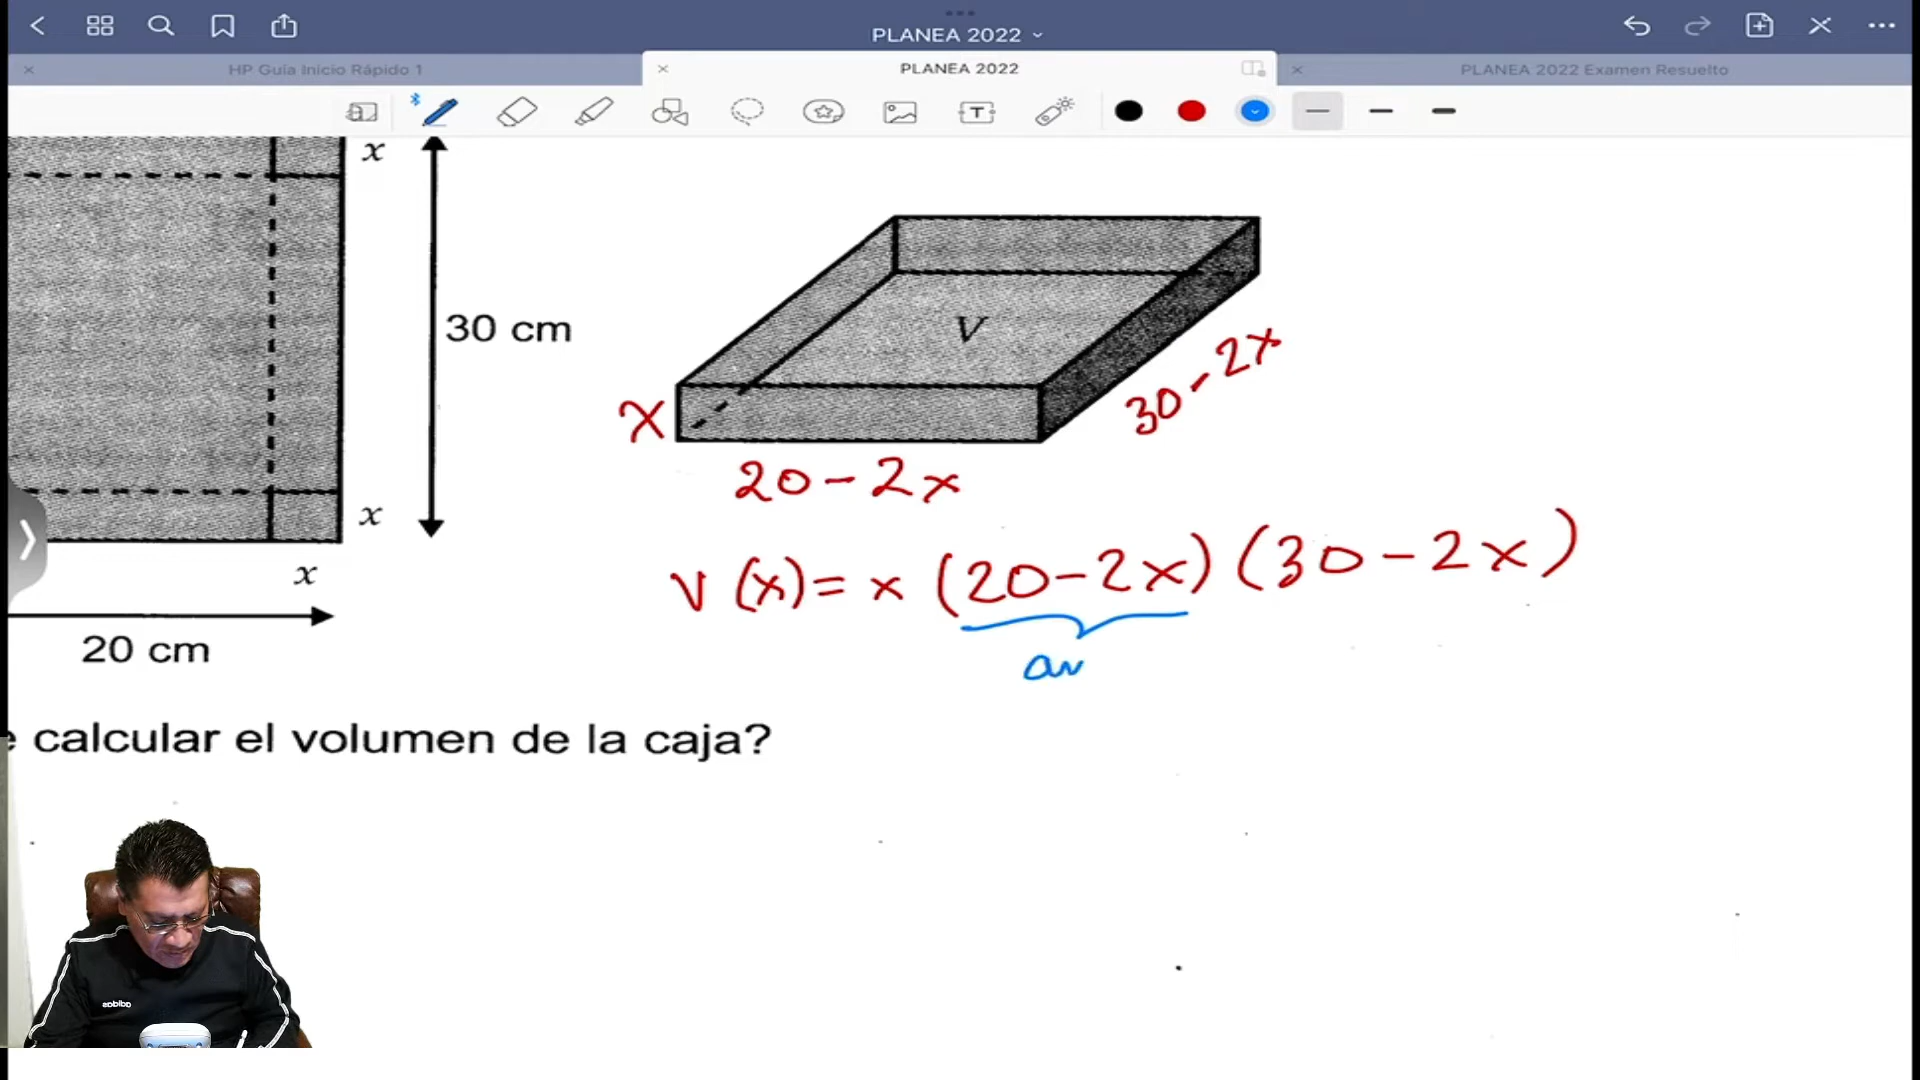 PLANEA 2022
HP Guía Inicio Rápido 1
PLANEA 2022
PLANEA 2022 Examen Resuelto
T
x
30 cm
V
30-2x
x
20-2x
x
v(x)= x (20-2x)(30-2x)
x
an
20 cm
calcular el volumen de la caja?
adidas